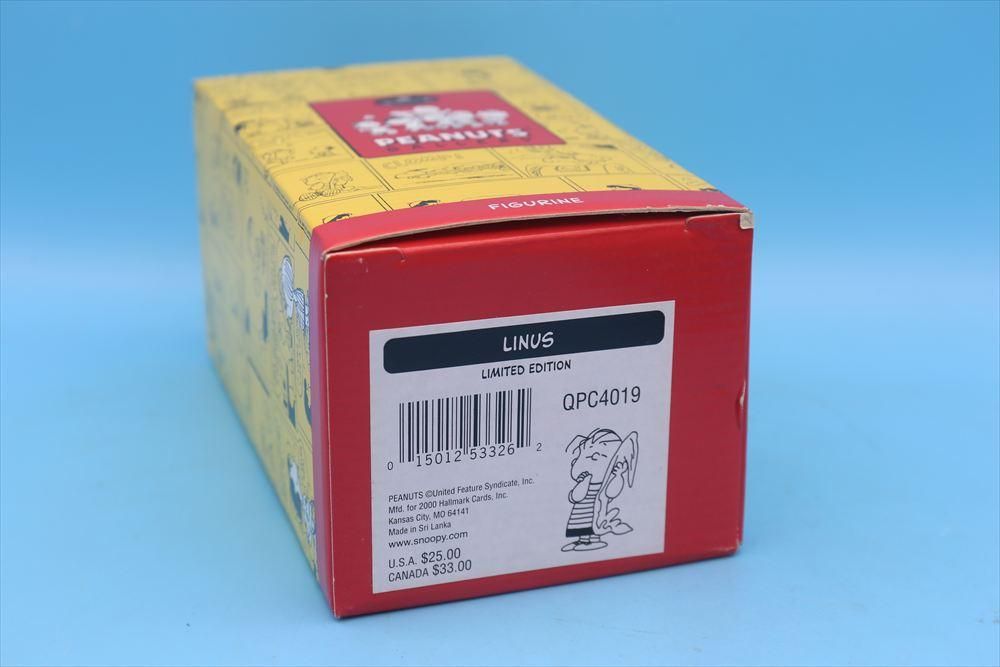 PEANUTS
GALLERY
FIGURINE
LINUS
LIMITED EDITION
QPC4019
0 15012 53326 2
PEANUTS ©United Feature Syndicate, Inc.
Mfd. for 2000 Hallmark Cards, Inc.
Kansas City, MO 64141
Made in Sri Lanka
www.snoopy.com
U.S.A. $25.00
CANADA $33.00